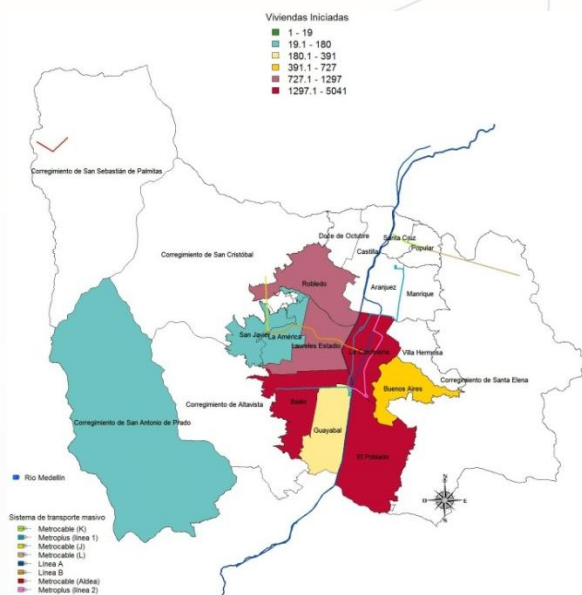 Viviendas Iniciadas
1 - 19
19.1 - 180
180.1 - 391
391.1 - 727
727.1 - 1297
1297.1 - 5041
Corregimiento de San Sebastián de Palmitas
Doce de Octubre
Santa Cruz
Popular
Castilla
Corregimiento de San Cristóbal
Robledo
Aranjuez
Manrique
San Javier
La América
Laureles Estadio
La Candelaria
Villa Hermosa
Corregimiento de Santa Elena
Buenos Aires
Corregimiento de Altavista
Belén
Corregimiento de San Antonio de Prado
Guayabal
El Poblado
Río Medellín
E
Sistema de transporte masivo
Metrocable (K)
Metroplus (línea 1)
Metrocable (J)
Metrocable (L)
Línea A
Línea B
Metrocable (Aldea)
Metroplus (línea 2)